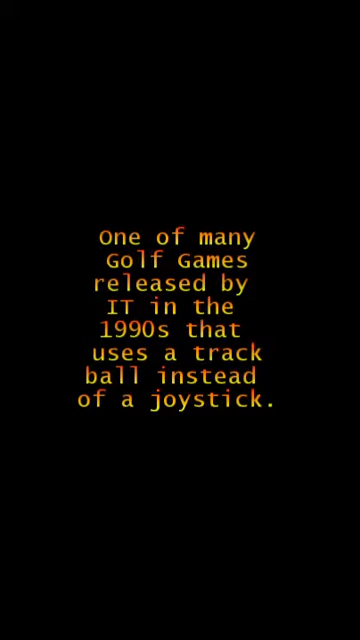 One of many
Golf Games
released by
IT in the
1990s that
uses a track
ball instead
of a joystick.